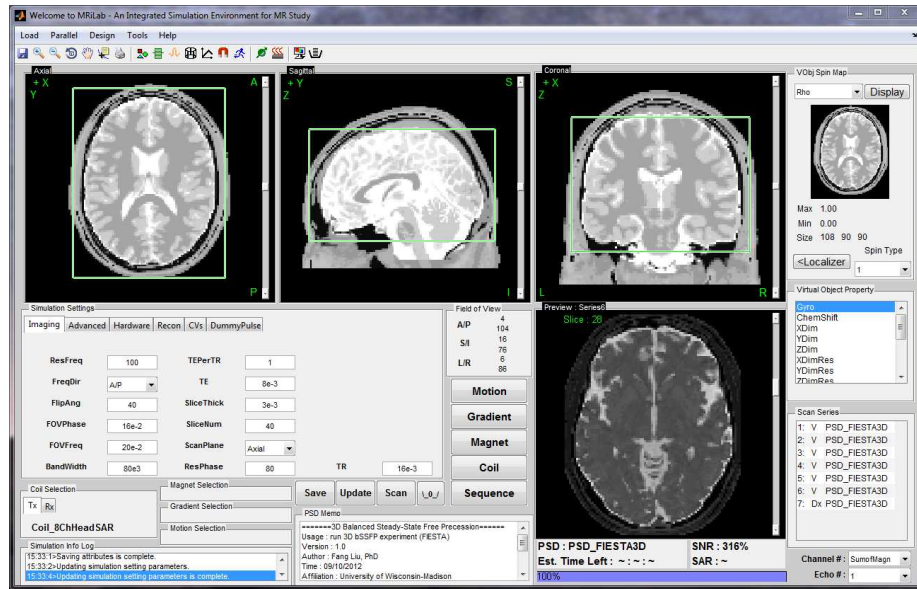 Welcome to MRiLab - An Integrated Simulation Environment for MR Study
Load Parallel Design Tools Help
Axial
+ X
Y
A
P
Sagittal
+ Y
Z
S
I
Coronal
+ X
Z
L
R
VObj Spin Map
Rho
Display
Max 1.00
Min 0.00
Size 108 90 90
Spin Type
<Localizer
1
Virtual Object Property
Gyro
ChemShift
XDim
YDim
ZDim
XDimRes
YDimRes
ZDimRes
Simulation Settings
Imaging Advanced Hardware Recon CVs DummyPulse
ResFreq 100 TEPerTR 1
FreqDir A/P TE 8e-3
FlipAng 40 SliceThick 3e-3
FOVPhase 16e-2 SliceNum 40
FOVFreq 20e-2 ScanPlane Axial
BandWidth 80e3 ResPhase 80 TR 16e-3
Field of View
A/P 4
104
S/I 16
76
L/R 6
86
Motion
Gradient
Magnet
Coil
Sequence
Preview : Series6
Slice : 28
Scan Series
1: V PSD_FIESTA3D
2: V PSD_FIESTA3D
3: V PSD_FIESTA3D
4: V PSD_FIESTA3D
5: V PSD_FIESTA3D
6: V PSD_FIESTA3D
7: Dx PSD_FIESTA3D
Coil Selection
Tx Rx
Coil_8ChHeadSAR
Magnet Selection
Gradient Selection
Motion Selection
Save Update Scan \_0_/
PSD Memo
=======3D Balanced Steady-State Free Precession======
Usage : run 3D bSSFP experiment (FIESTA)
Version : 1.0
Author : Fang Liu, PhD
Time : 09/10/2012
Affiliation : University of Wisconsin-Madison
Simulation Info Log
15:33:1>Saving attributes is complete.
15:33:2>Updating simulation setting parameters.
15:33:4>Updating simulation setting parameters is complete.
PSD : PSD_FIESTA3D SNR : 316%
Est. Time Left : ~ : ~ : ~ SAR : ~
100%
Channel # : SumofMagn
Echo # : 1